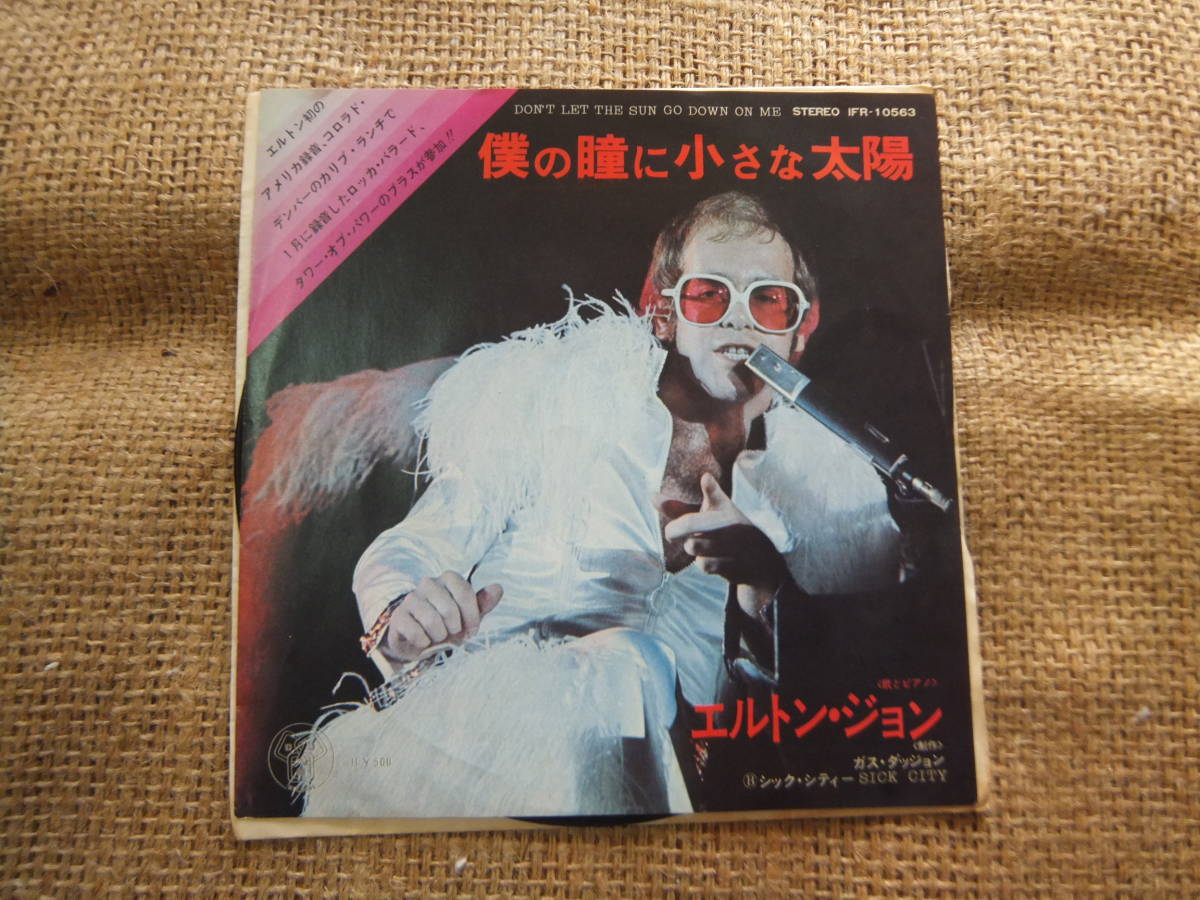 DON'T LET THE SUN GO DOWN ON ME STEREO IFR-10563
僕の瞳に小さな太陽
エルトン初の
アメリカ録音、コロラド・
デンバーのカリブ・ランチで
1月に録音したロッカ・バラード、
タワー・オブ・パワーのブラスが参加!!
<歌とピアノ>
エルトン・ジョン
<製作>
ガス・ダッジョン
Ⓑシック・シティー SICK CITY
¥500